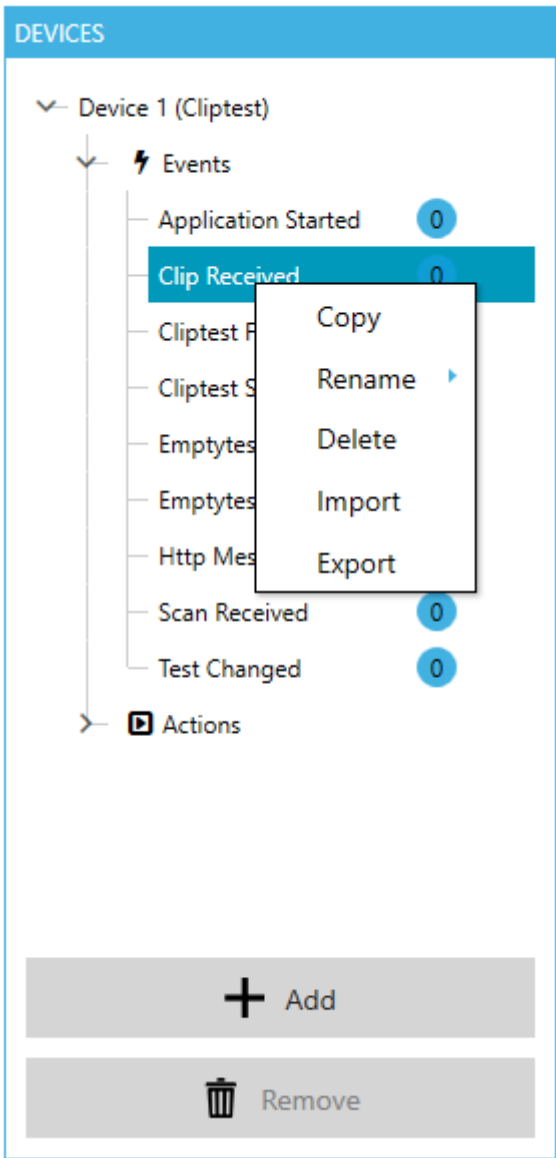 DEVICES
Device 1 (Cliptest)
Events
Application Started 0
Clip Received 0
Cliptest F
Copy
Cliptest S
Rename
Emptytes
Delete
Emptytes
Import
Http Mes
Export
Scan Received 0
Test Changed 0
Actions
Add
Remove